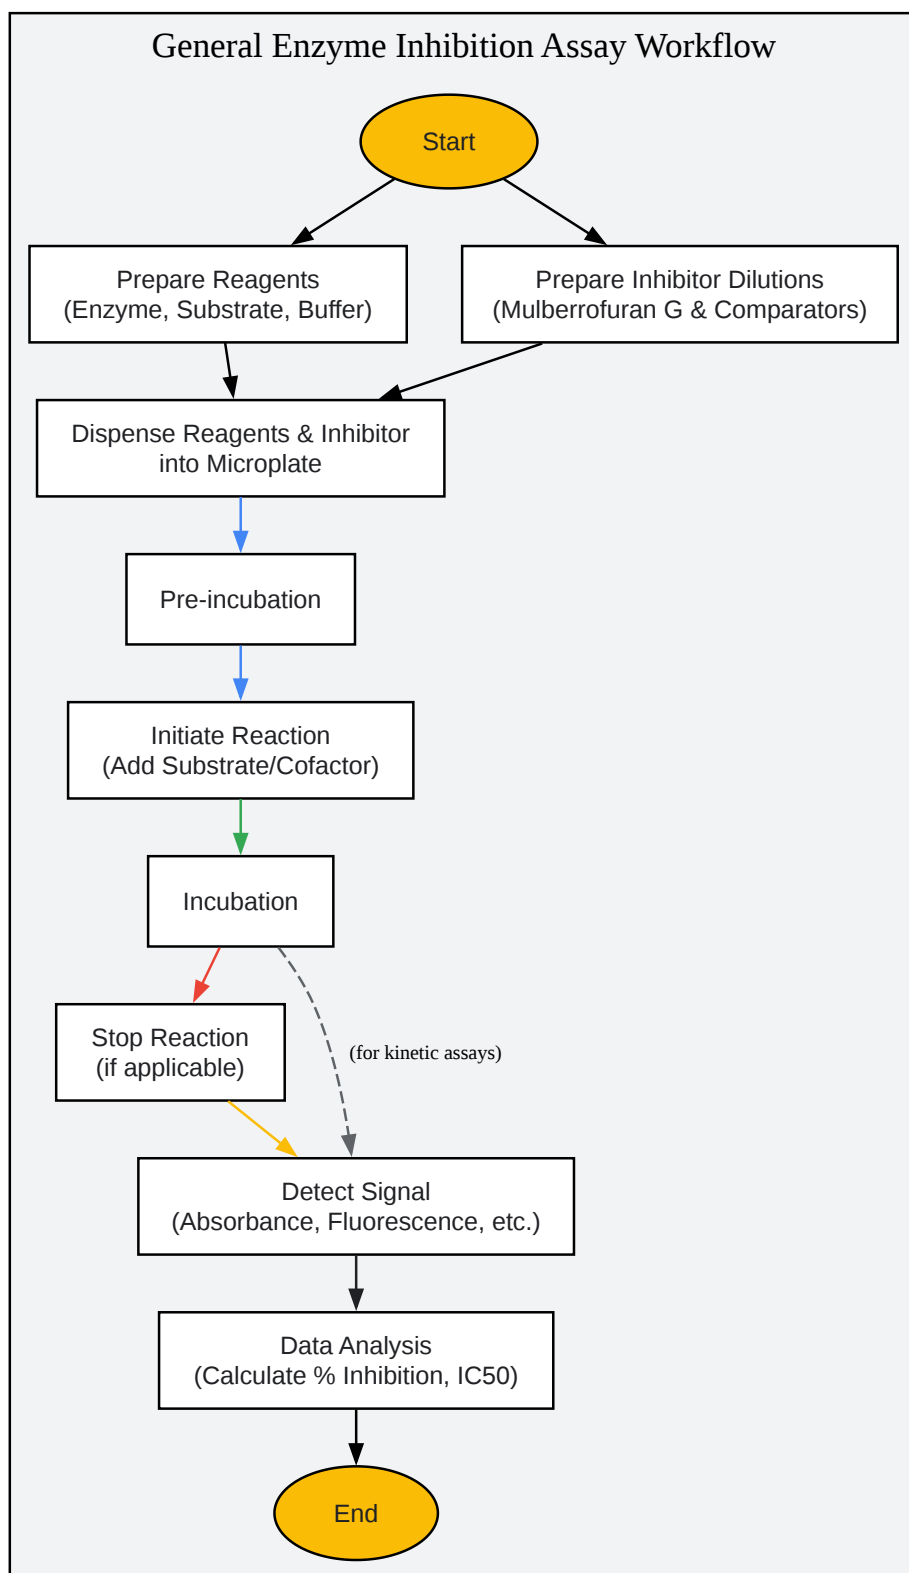 General Enzyme Inhibition Assay Workflow
Start
Prepare Reagents
(Enzyme, Substrate, Buffer)
Prepare Inhibitor Dilutions
(Mulberrofuran G & Comparators)
Dispense Reagents & Inhibitor
into Microplate
Pre-incubation
Initiate Reaction
(Add Substrate/Cofactor)
Incubation
Stop Reaction
(if applicable)
(for kinetic assays)
Detect Signal
(Absorbance, Fluorescence, etc.)
Data Analysis
(Calculate % Inhibition, IC50)
End